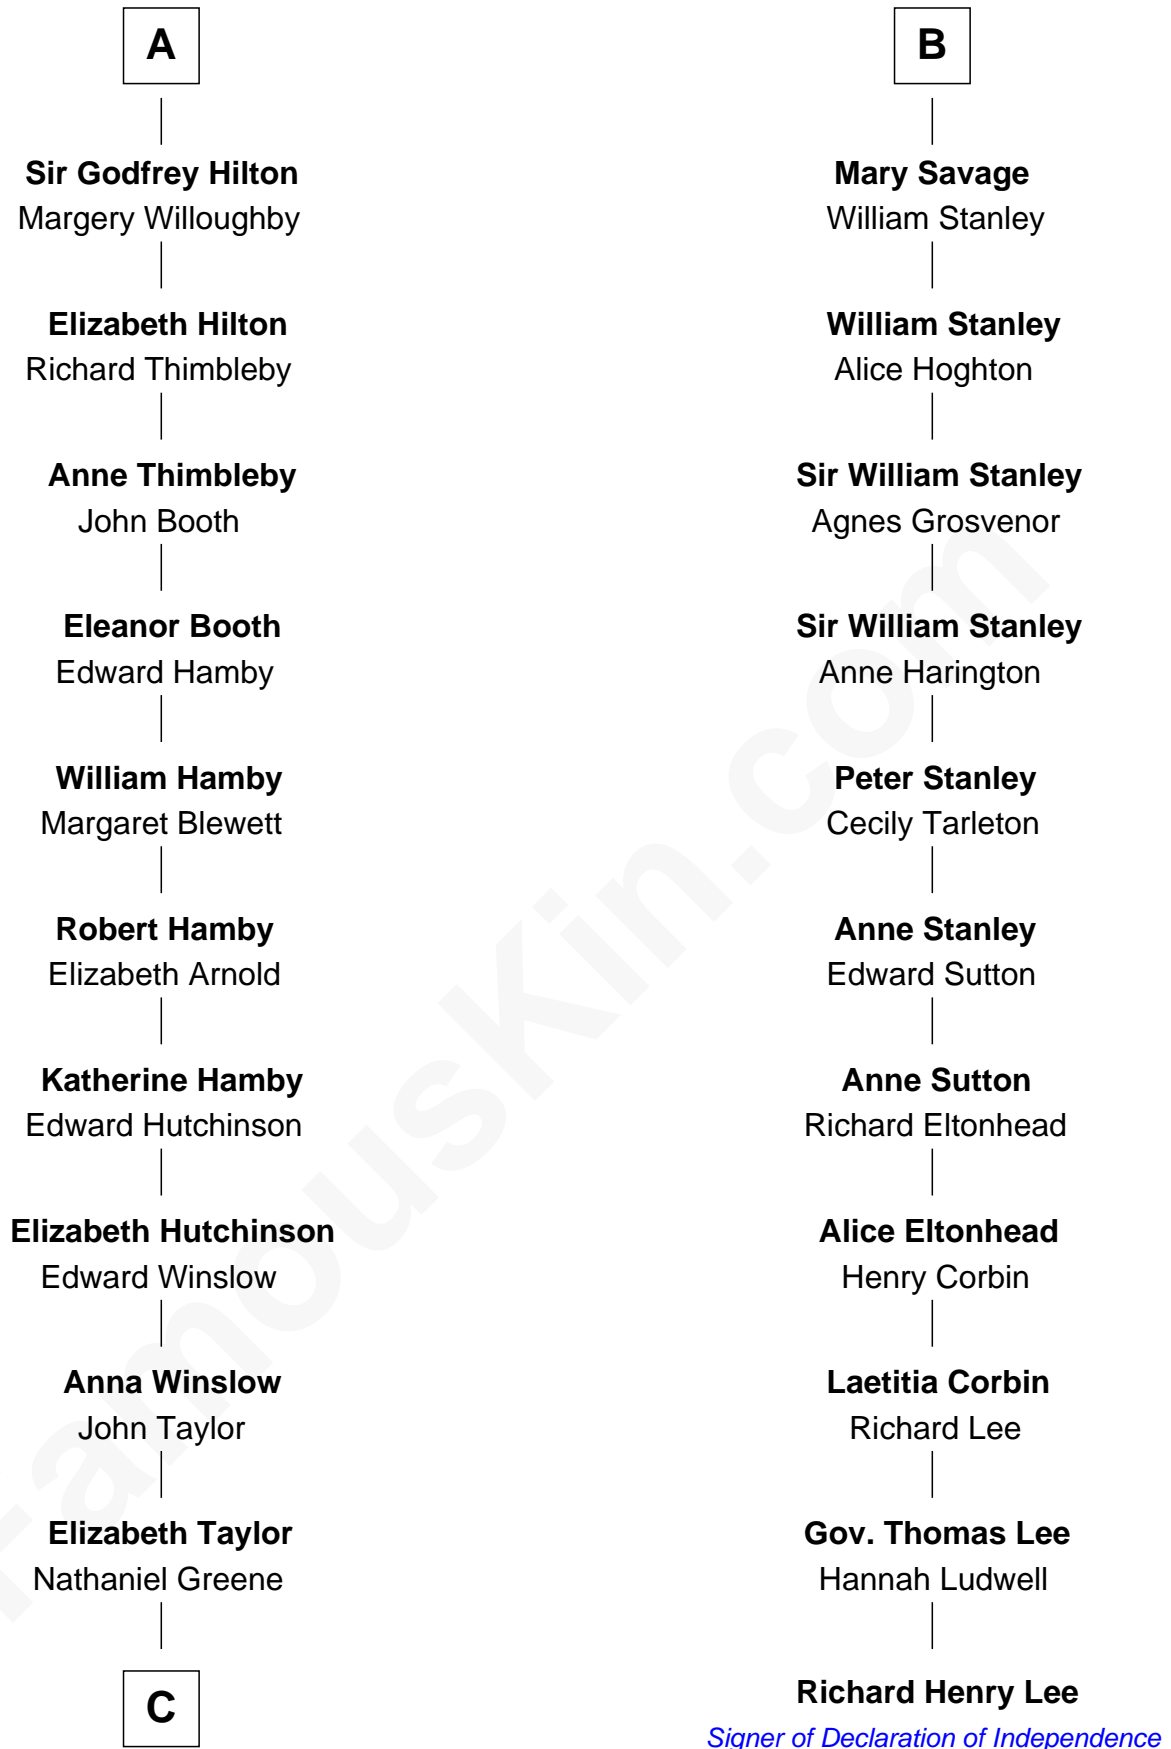 A
Sir Godfrey Hilton
Margery Willoughby
Elizabeth Hilton
Richard Thimbleby
Anne Thimbleby
John Booth
Eleanor Booth
Edward Hamby
William Hamby
Margaret Blewett
Robert Hamby
Elizabeth Arnold
Katherine Hamby
Edward Hutchinson
Elizabeth Hutchinson
Edward Winslow
Anna Winslow
John Taylor
Elizabeth Taylor
Nathaniel Greene
C
B
Mary Savage
William Stanley
William Stanley
Alice Hoghton
Sir William Stanley
Agnes Grosvenor
Sir William Stanley
Anne Harington
Peter Stanley
Cecily Tarleton
Anne Stanley
Edward Sutton
Anne Sutton
Richard Eltonhead
Alice Eltonhead
Henry Corbin
Laetitia Corbin
Richard Lee
Gov. Thomas Lee
Hannah Ludwell
Richard Henry Lee
Signer of Declaration of Independence
FamousKin.com